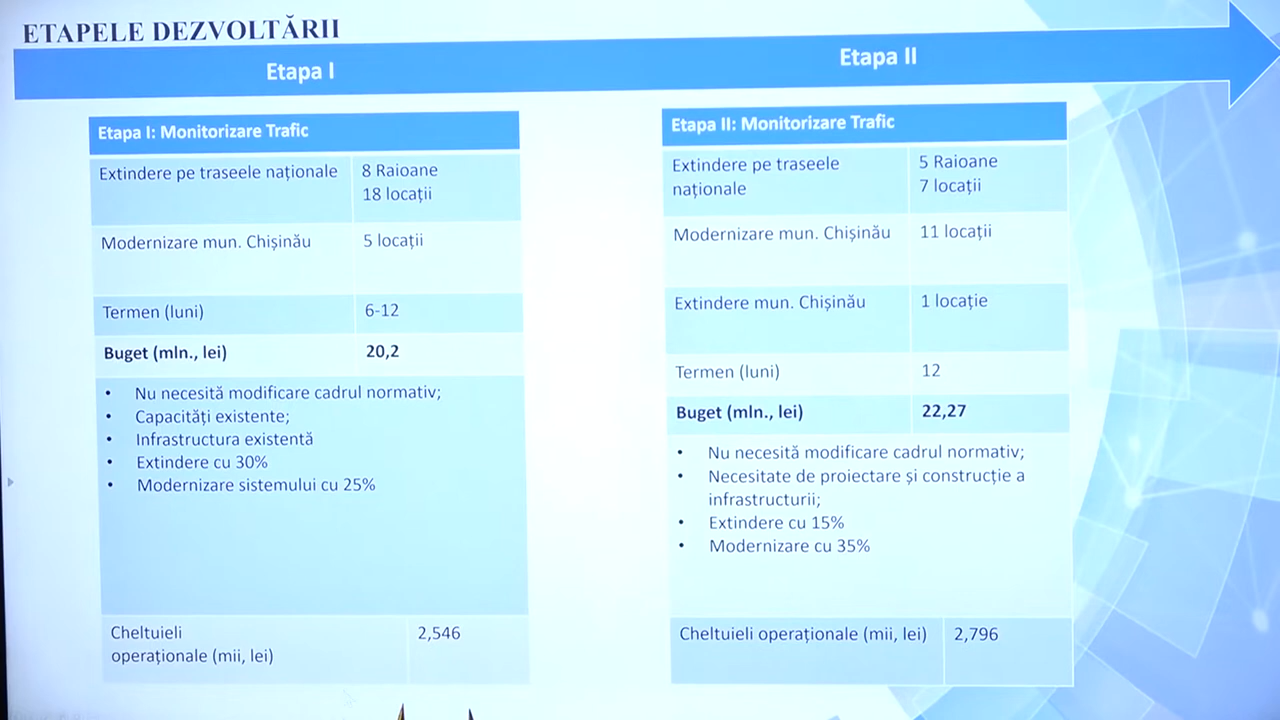 ETAPELE DEZVOLTĂRII
Etapa I
Etapa II
Etapa I: Monitorizare Trafic
Extindere pe traseele naționale
8 Raioane
18 locații
Modernizare mun. Chișinău
5 locații
Termen (luni)
6-12
Buget (mln., lei)
20,2
• Nu necesită modificare cadrul normativ;
• Capacități existente;
• Infrastructura existentă
• Extindere cu 30%
• Modernizare sistemului cu 25%
Cheltuieli
operaționale (mii, lei)
2,546
Etapa II: Monitorizare Trafic
Extindere pe traseele
naționale
5 Raioane
7 locații
Modernizare mun. Chișinău
11 locații
Extindere mun. Chișinău
1 locație
Termen (luni)
12
Buget (mln., lei)
22,27
• Nu necesită modificare cadrul normativ;
• Necesitate de proiectare și construcție a
infrastructurii;
• Extindere cu 15%
• Modernizare cu 35%
Cheltuieli operaționale (mii, lei)
2,796